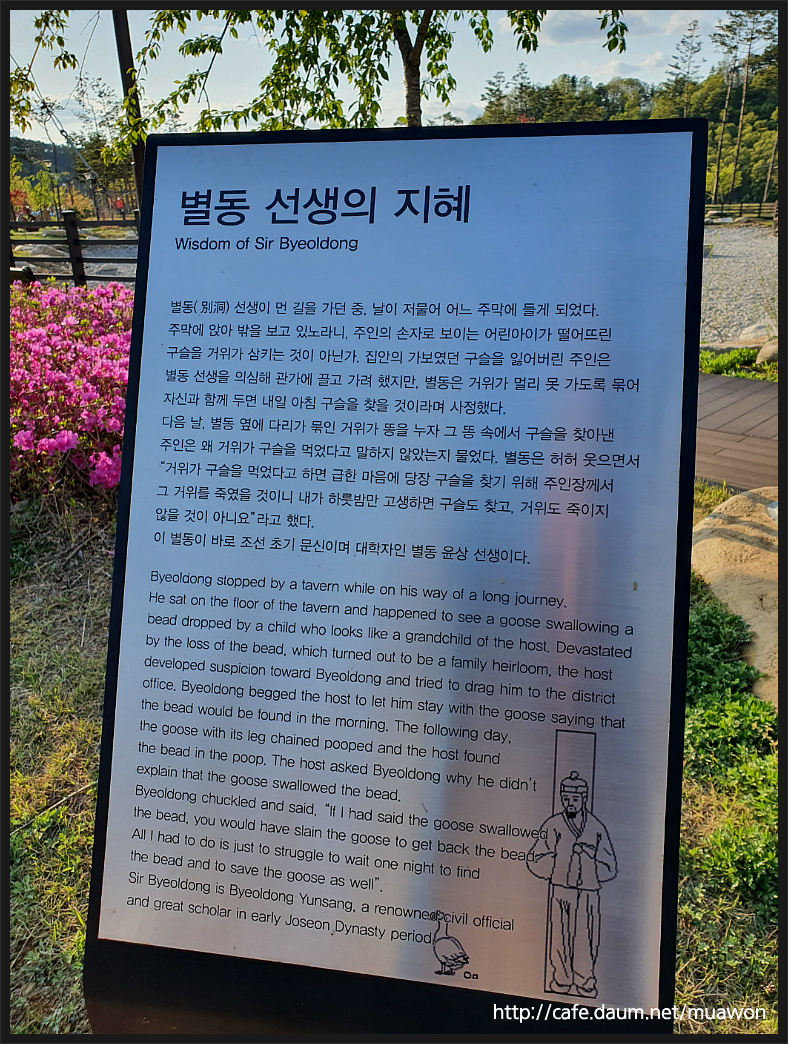 별동 선생의 지혜
Wisdom of Sir Byeoldong
별동(別洞) 선생이 먼 길을 가던 중, 날이 저물어 어느 주막에 들게 되었다.
주막에 앉아 밖을 보고 있노라니, 주인의 손자로 보이는 어린아이가 떨어뜨린
구슬을 거위가 삼키는 것이 아닌가. 집안의 가보였던 구슬을 잃어버린 주인은
별동 선생을 의심해 관가에 끌고 가려 했지만, 별동은 거위가 멀리 못 가도록 묶어
자신과 함께 두면 내일 아침 구슬을 찾을 것이라며 사정했다.
다음 날, 별동 옆에 다리가 묶인 거위가 똥을 누자 그 똥 속에서 구슬을 찾아낸
주인은 왜 거위가 구슬을 먹었다고 말하지 않았는지 물었다. 별동은 허허 웃으면서
“거위가 구슬을 먹었다고 하면 급한 마음에 당장 구슬을 찾기 위해 주인장께서
그 거위를 죽였을 것이니 내가 하룻밤만 고생하면 구슬도 찾고, 거위도 죽이지
않을 것이 아니요”라고 했다.
이 별동이 바로 조선 초기 문신이며 대학자인 별동 윤상 선생이다.
Byeoldong stopped by a tavern while on his way of a long journey.
He sat on the floor of the tavern and happened to see a goose swallowing a
bead dropped by a child who looks like a grandchild of the host. Devastated
by the loss of the bead, which turned out to be a family heirloom, the host
developed suspicion toward Byeoldong and tried to drag him to the district
office. Byeoldong begged the host to let him stay with the goose saying that
the bead would be found in the morning. The following day,
the goose with its leg chained pooped and the host found
the bead in the poop. The host asked Byeoldong why he didn't
explain that the goose swallowed the bead.
Byeoldong chuckled and said, “If I had said the goose swallowed
the bead, you would have slain the goose to get back the bead.
All I had to do is just to struggle to wait one night to find
the bead and to save the goose as well”.
Sir Byeoldong is Byeoldong Yunsang, a renowned civil official
and great scholar in early Joseon Dynasty period.
http://cafe.daum.net/muawon